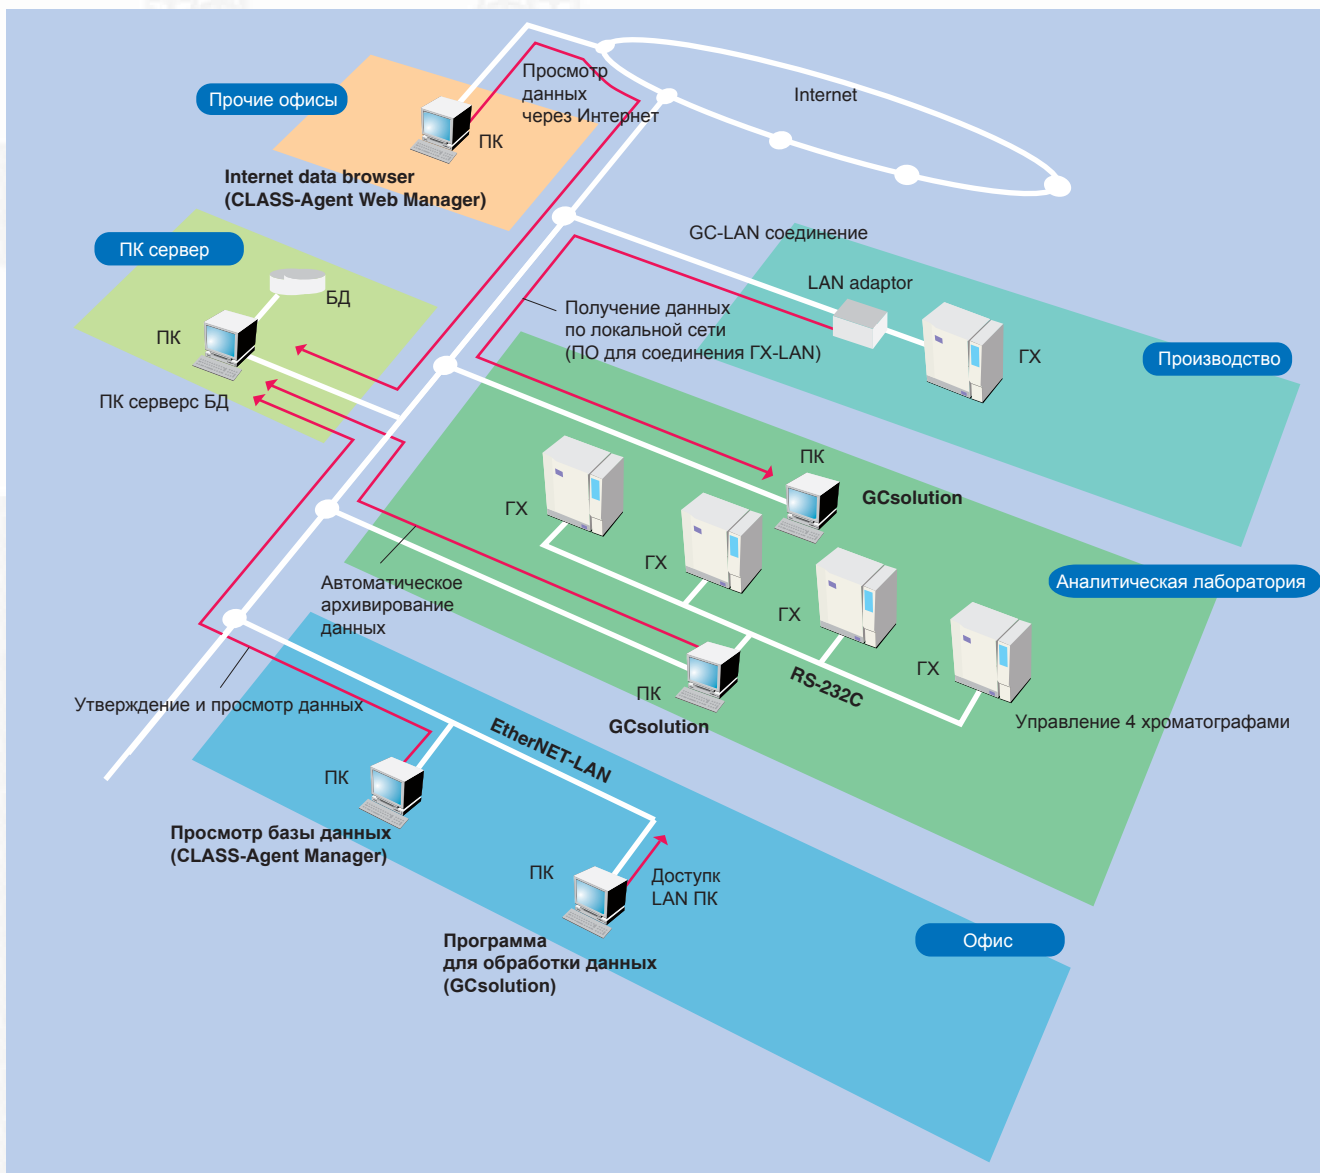 Internet
Просмотр
данных
через Интернет
Прочие офисы
ПК
Internet data browser
(CLASS-Agent Web Manager)
GC-LAN соединение
ПК сервер
LAN adaptor
БД
ПК
Получение данных
по локальной сети
(ПО для соединения ГХ-LAN)
ГХ
Производство
ПК серверс БД
ПК
GCsolution
ГХ
ГХ
Автоматическое
архивирование
данных
Аналитическая лаборатория
ГХ
ГХ
RS-232C
ПК
GCsolution
Управление 4 хроматографами
Утверждение и просмотр данных
EtherNET-LAN
ПК
Просмотр базы данных
(CLASS-Agent Manager)
ПК
Доступк
LAN ПК
Программа
для обработки данных
(GCsolution)
Офис